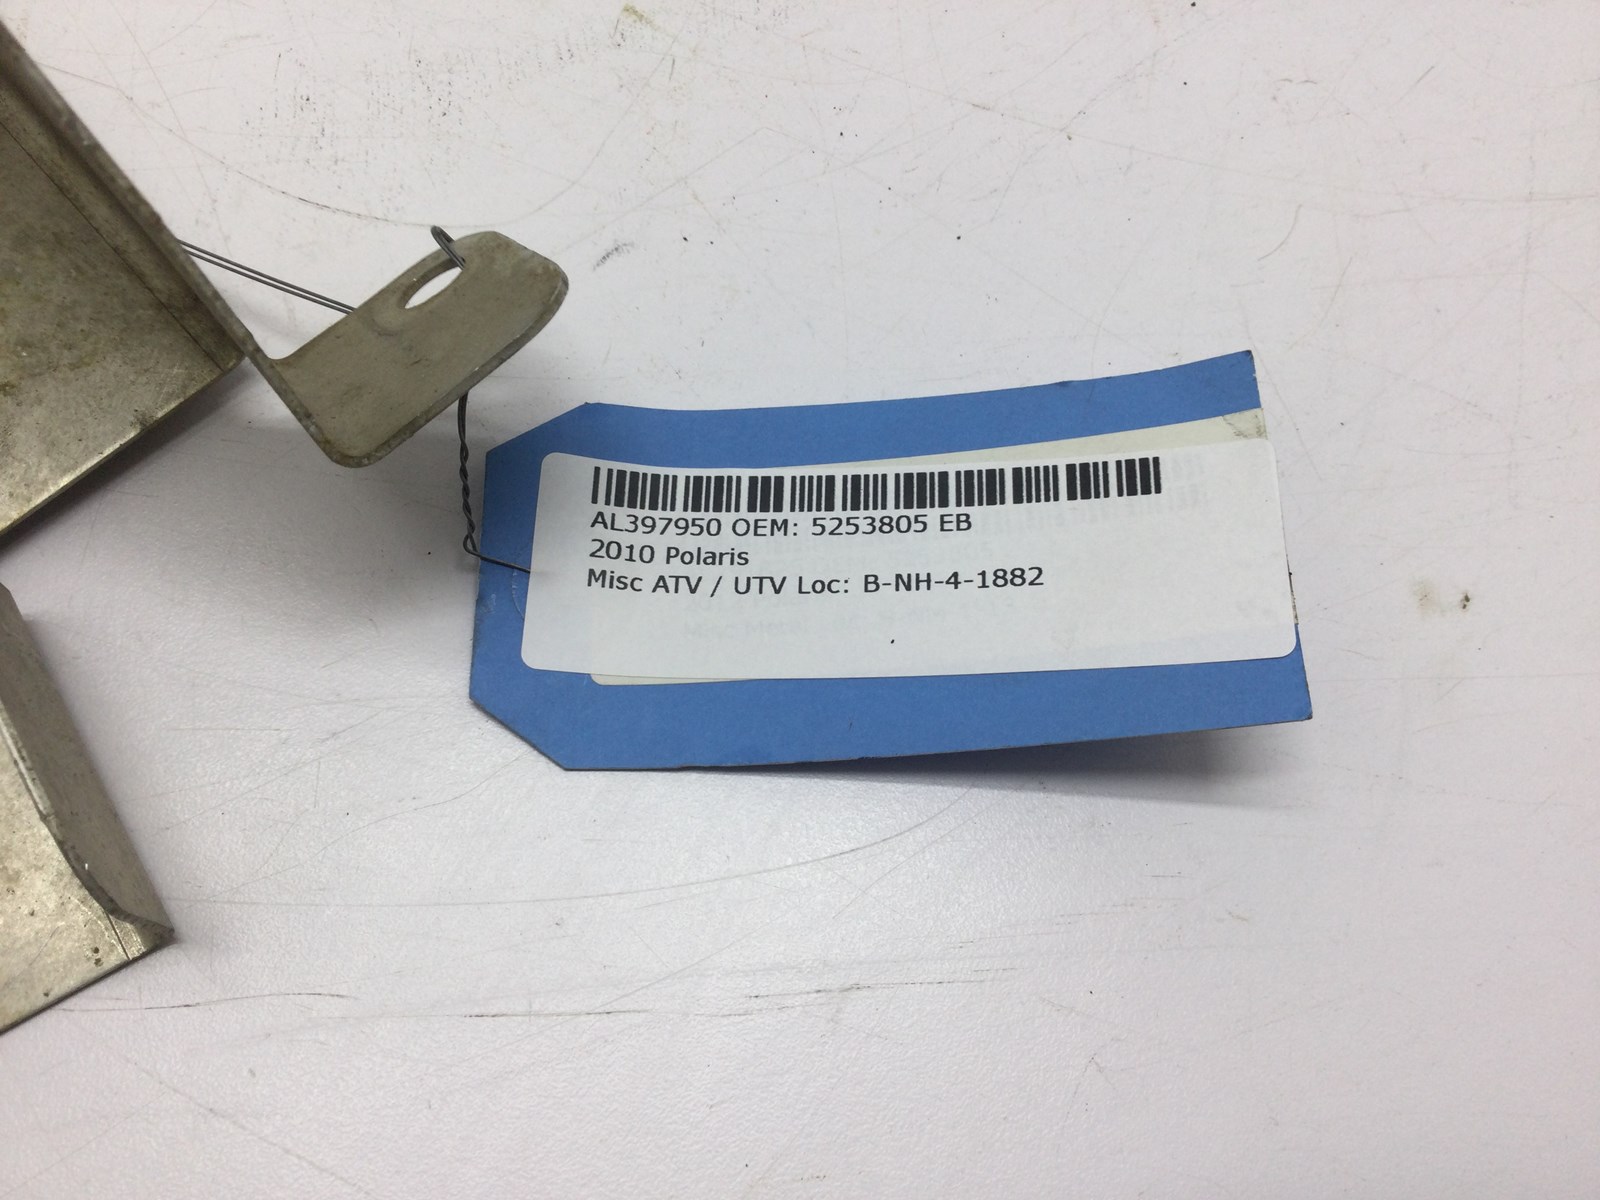 AL397950 OEM: 5253805 EB
2010 Polaris
Misc ATV / UTV Loc: B-NH-4-1882